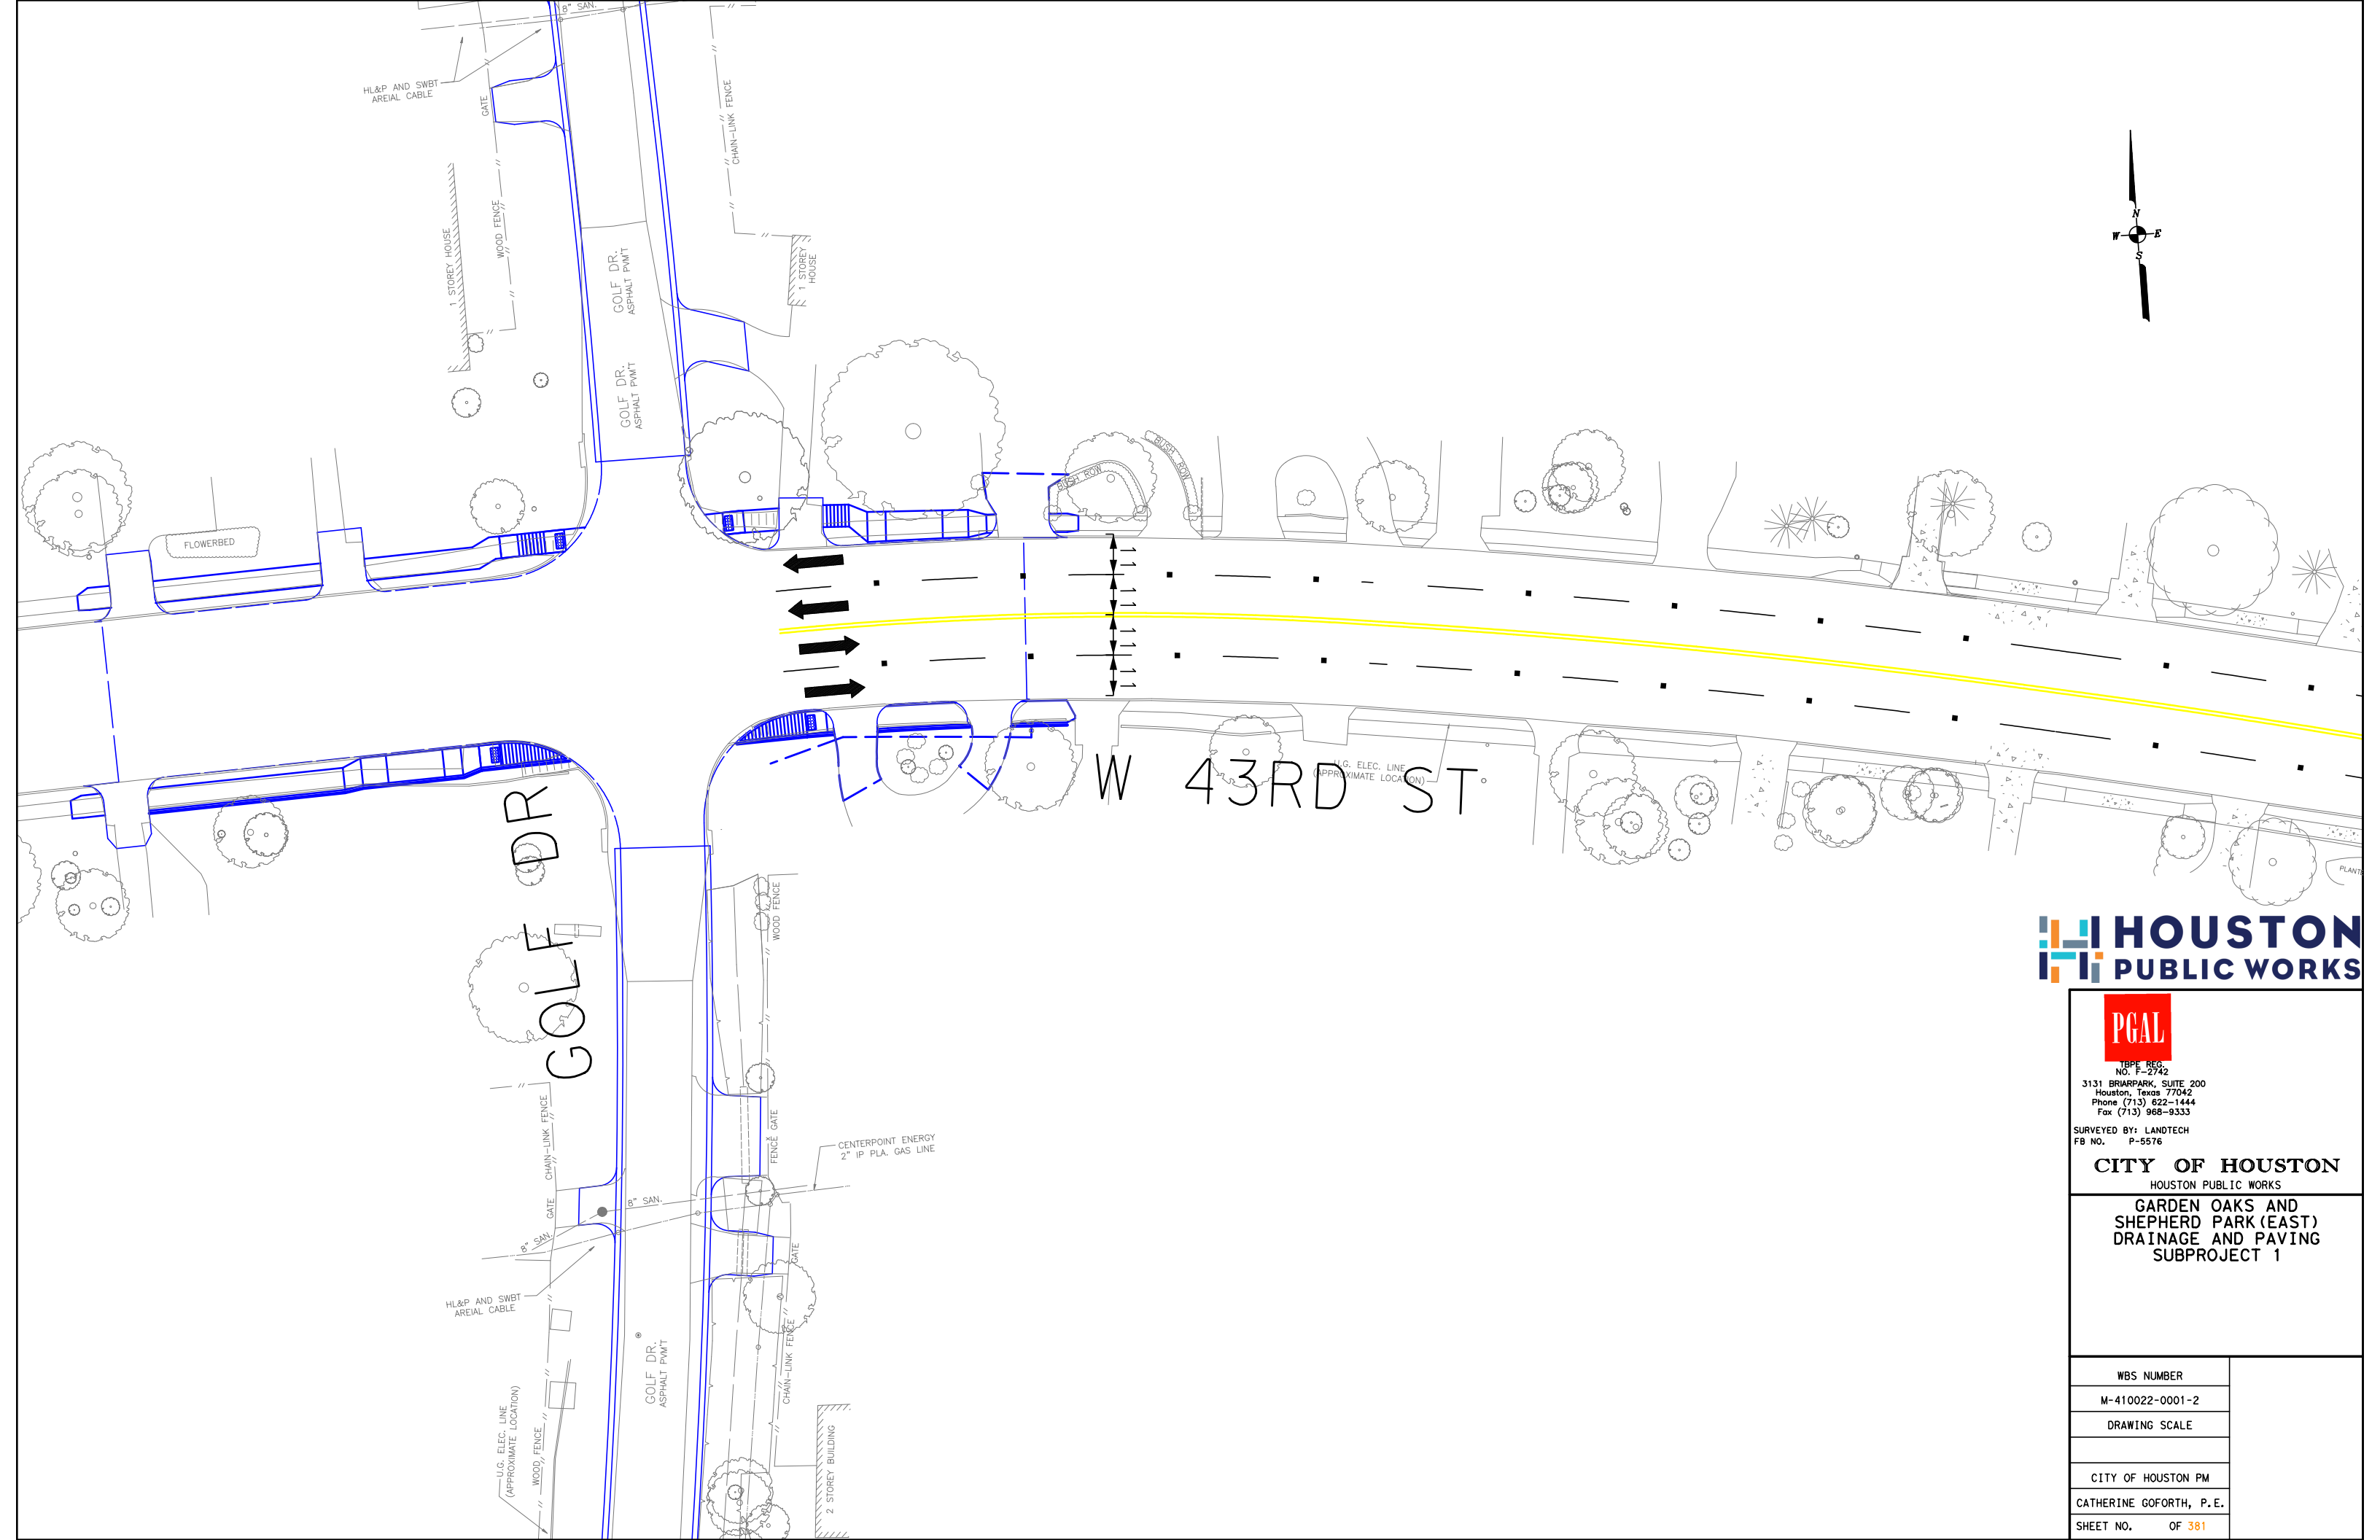 8" SAN.
HL&P AND SWBT
AREIAL CABLE
GATE
CHAIN-LINK FENCE
WOOD FENCE
1 STOREY HOUSE
GOLF DR.
ASPHALT PVM'T
1 STOREY
HOUSE
GOLF DR.
ASPHALT PVM'T
N
W
E
S
FLOWERBED
BUSH ROW
BUSH ROW
11
11
11
11
U.G. ELEC. LINE
(APPROXIMATE LOCATION)
W 43RD ST
GOLF DR
WOOD FENCE
CHAIN-LINK FENCE
GATE
FENCE GATE
CENTERPOINT ENERGY
2" IP PLA. GAS LINE
8" SAN.
8" SAN.
GATE
HL&P AND SWBT
AREIAL CABLE
CHAIN-LINK FENCE
GOLF DR.
ASPHALT PVM'T
U.G. ELEC. LINE
(APPROXIMATE LOCATION)
WOOD FENCE
2 STOREY BUILDING
HOUSTON
PUBLIC WORKS
PGAL
TBPE REG.
NO. F-2742
3131 BRIARPARK, SUITE 200
Houston, Texas 77042
Phone (713) 622-1444
Fax (713) 968-9333
SURVEYED BY: LANDTECH
FB NO. P-5576
CITY OF HOUSTON
HOUSTON PUBLIC WORKS
GARDEN OAKS AND
SHEPHERD PARK(EAST)
DRAINAGE AND PAVING
SUBPROJECT 1
WBS NUMBER
M-410022-0001-2
DRAWING SCALE
CITY OF HOUSTON PM
CATHERINE GOFORTH, P.E.
SHEET NO. OF 381